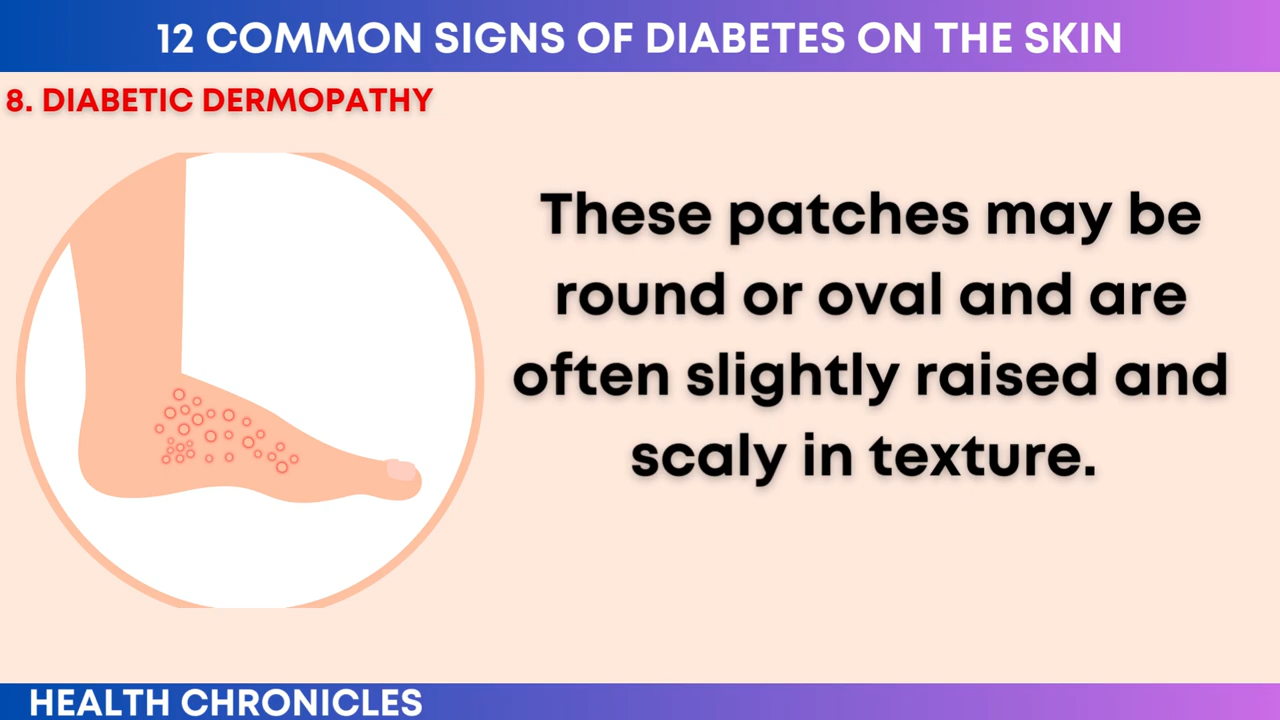 12 COMMON SIGNS OF DIABETES ON THE SKIN
8. DIABETIC DERMOPATHY
These patches may be
round or oval and are
often slightly raised and
scaly in texture.
HEALTH CHRONICLES